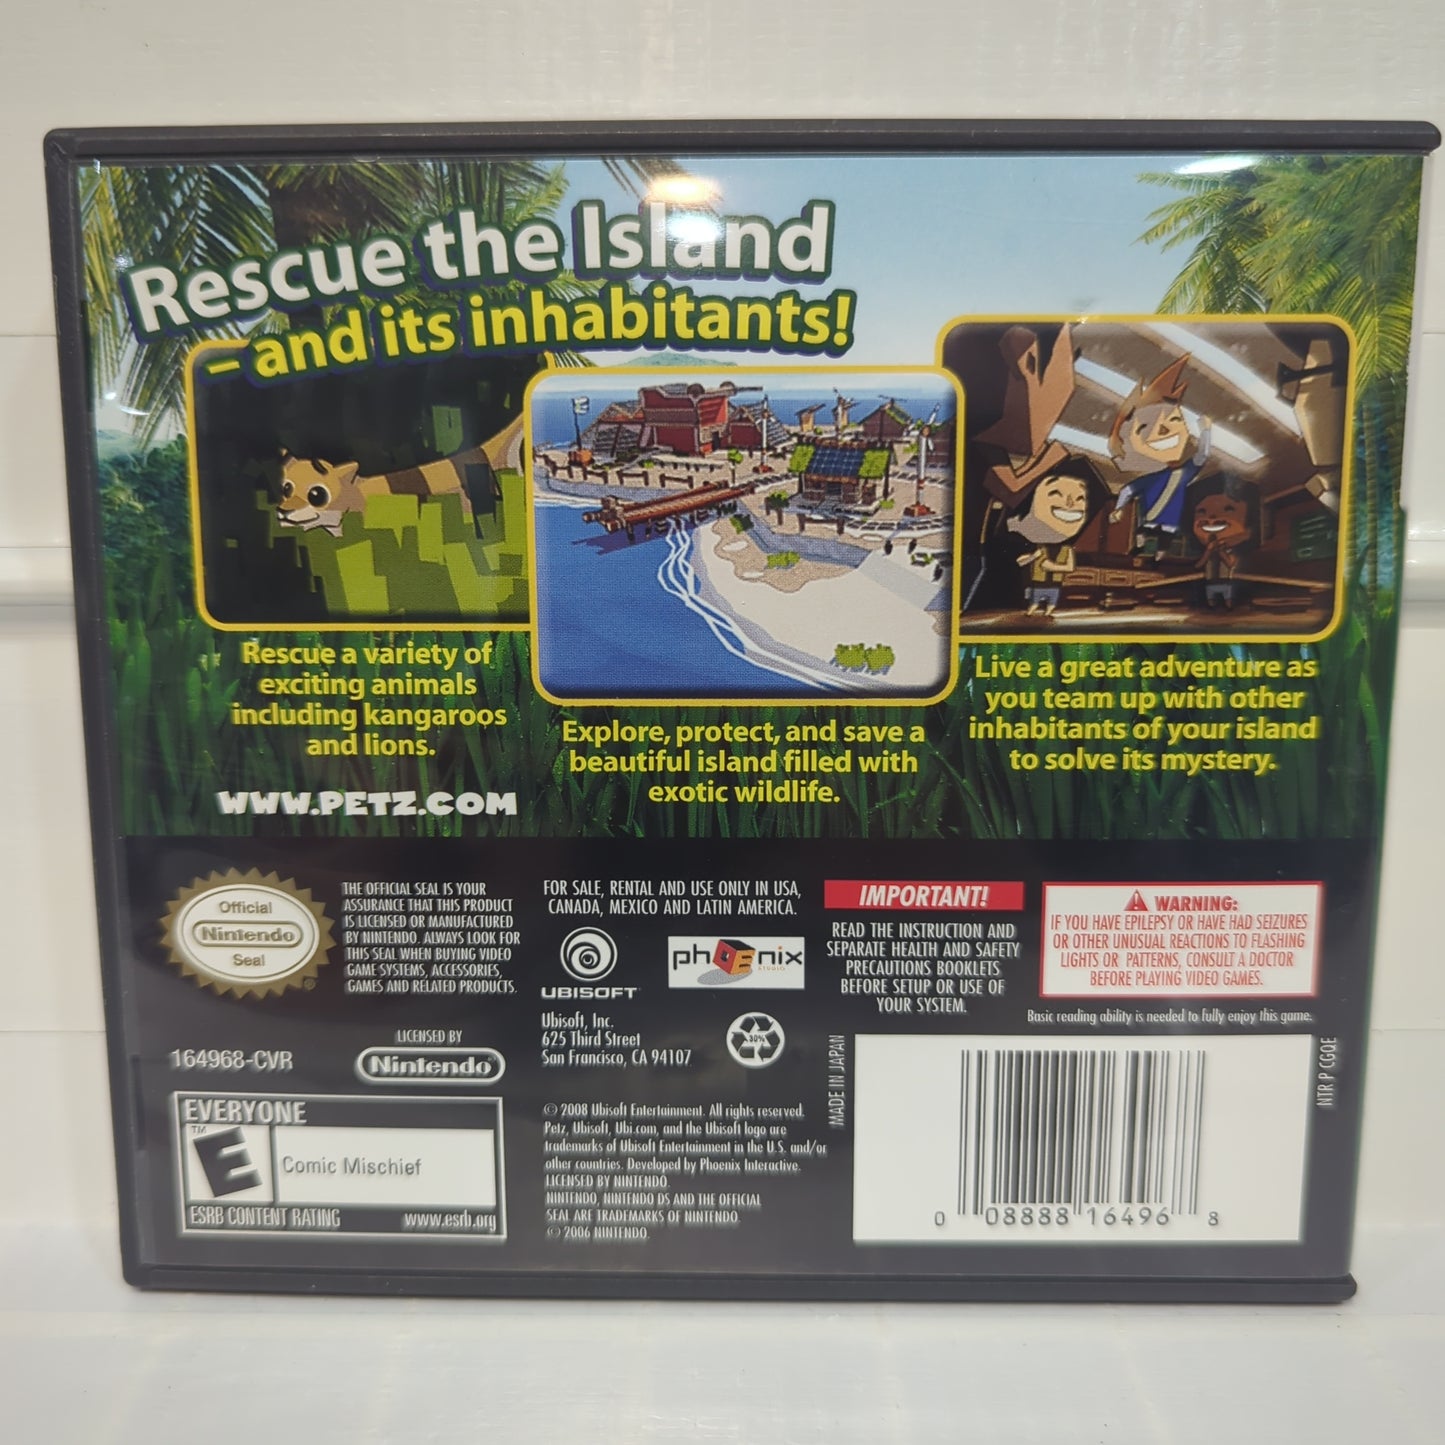 Rescue the Island
– and its inhabitants!
Rescue a variety of
exciting animals
including kangaroos
and lions.
Explore, protect, and save a
beautiful island filled with
exotic wildlife.
Live a great adventure as
you team up with other
inhabitants of your island
to solve its mystery.
WWW.PETZ.COM
Official
Nintendo
Seal
®
THE OFFICIAL SEAL IS YOUR
ASSURANCE THAT THIS PRODUCT
IS LICENSED OR MANUFACTURED
BY NINTENDO. ALWAYS LOOK FOR
THIS SEAL WHEN BUYING VIDEO
GAME SYSTEMS, ACCESSORIES,
GAMES AND RELATED PRODUCTS.
FOR SALE, RENTAL AND USE ONLY IN USA,
CANADA, MEXICO AND LATIN AMERICA.
UBISOFT
phoenix
STUDIO
Ubisoft, Inc.
625 Third Street
San Francisco, CA 94107
30%
IMPORTANT!
READ THE INSTRUCTION AND
SEPARATE HEALTH AND SAFETY
PRECAUTIONS BOOKLETS
BEFORE SETUP OR USE OF
YOUR SYSTEM.
WARNING:
IF YOU HAVE EPILEPSY OR HAVE HAD SEIZURES
OR OTHER UNUSUAL REACTIONS TO FLASHING
LIGHTS OR PATTERNS, CONSULT A DOCTOR
BEFORE PLAYING VIDEO GAMES.
Basic reading ability is needed to fully enjoy this game.
164968-CVR
LICENSED BY
Nintendo®
EVERYONE
TM
E
Comic Mischief
ESRB CONTENT RATING www.esrb.org
© 2008 Ubisoft Entertainment. All rights reserved.
Petz, Ubisoft, Ubi.com, and the Ubisoft logo are
trademarks of Ubisoft Entertainment in the U.S. and/or
other countries. Developed by Phoenix Interactive.
LICENSED BY NINTENDO.
NINTENDO, NINTENDO DS AND THE OFFICIAL
SEAL ARE TRADEMARKS OF NINTENDO.
© 2006 NINTENDO.
MADE IN JAPAN
0 08888 16496 8
NTR P CGQE